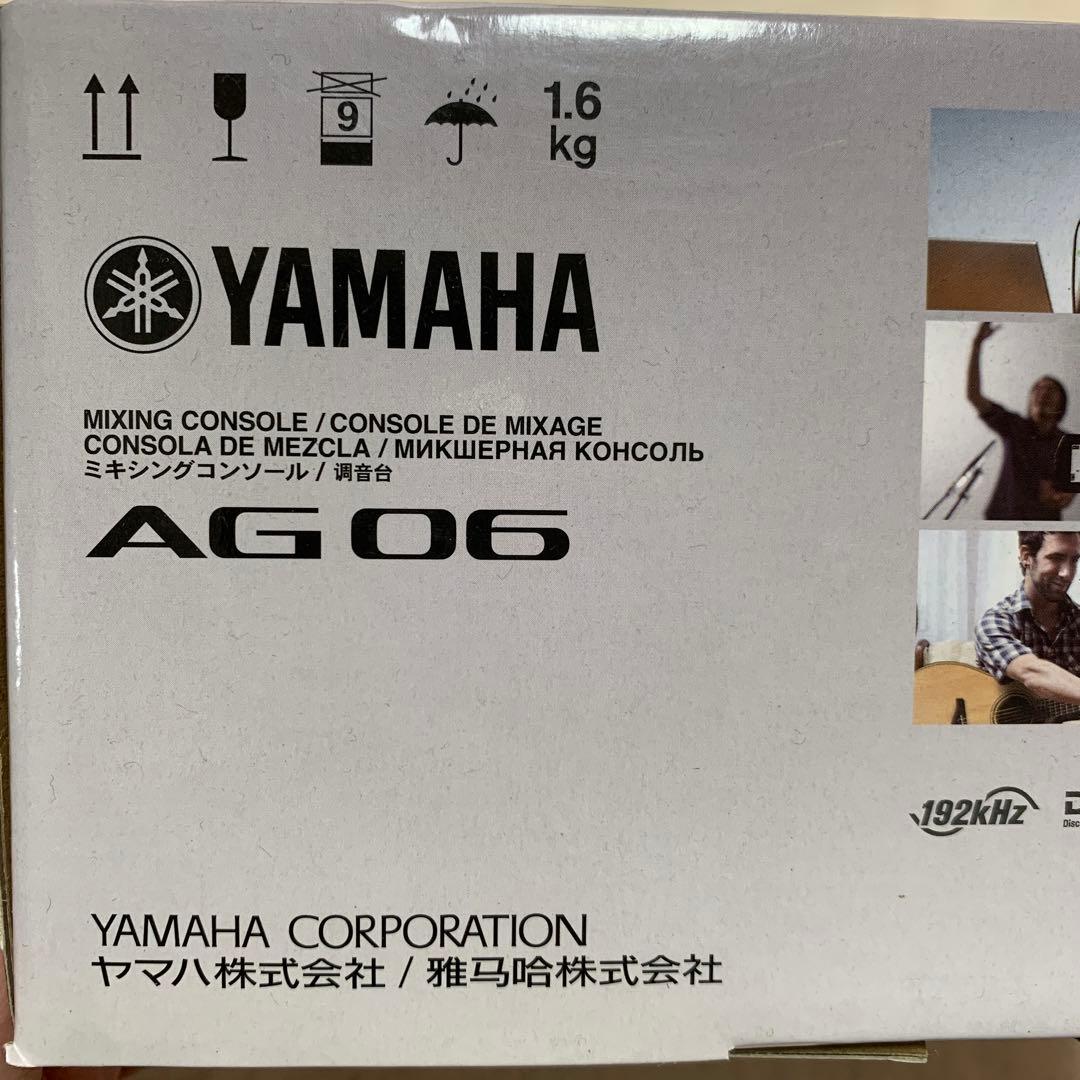 9
1.6
kg
YAMAHA
MIXING CONSOLE / CONSOLE DE MIXAGE
CONSOLA DE MEZCLA / МИКШЕРНАЯ КОНСОЛЬ
ミキシングコンソール / 调音台
AG06
192kHz
YAMAHA CORPORATION
ヤマハ株式会社 / 雅马哈株式会社